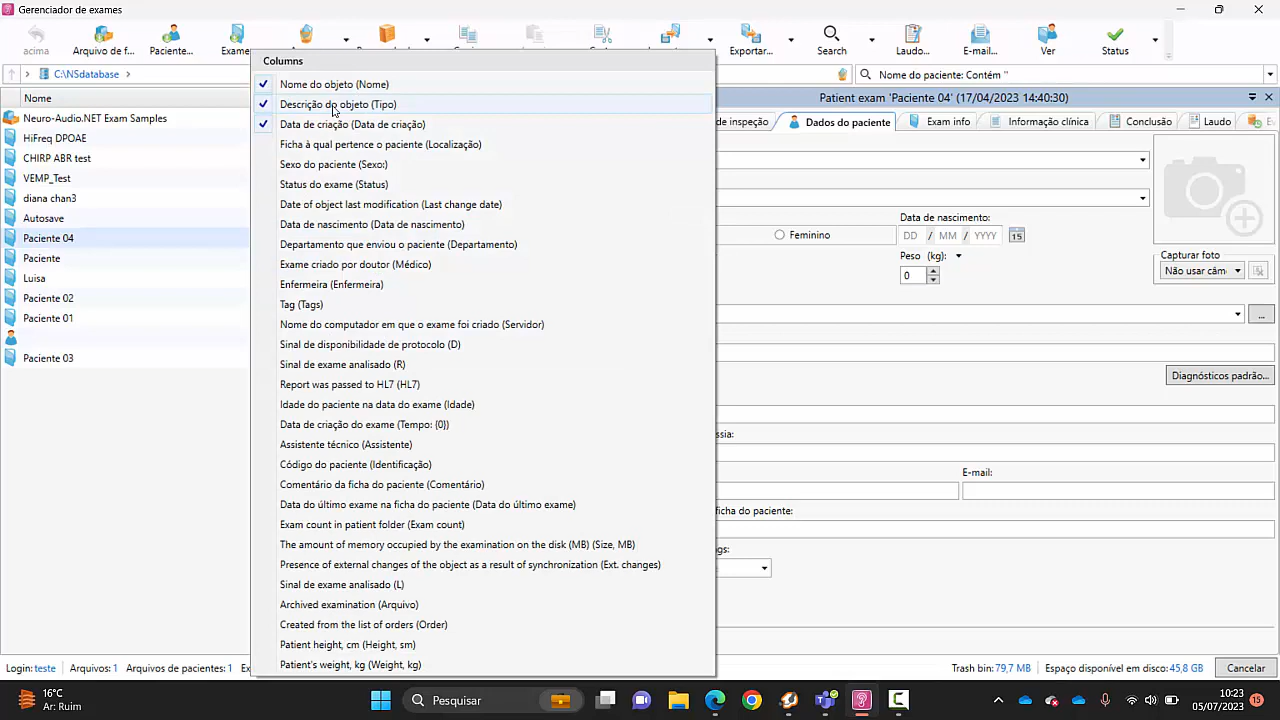 Gerenciador de exames
acima
Arquivo de f...
Paciente...
Exame
Exportar...
Search
Laudo...
E-mail...
Ver
Status
C:\NSdatabase
Nome do paciente: Contém ''
Nome
Neuro-Audio.NET Exam Samples
HiFreq DPOAE
CHIRP ABR test
VEMP_Test
diana chan3
Autosave
Paciente 04
Paciente
Luisa
Paciente 02
Paciente 01
Paciente 03
Columns
Nome do objeto (Nome)
Descrição do objeto (Tipo)
Data de criação (Data de criação)
Ficha à qual pertence o paciente (Localização)
Sexo do paciente (Sexo:)
Status do exame (Status)
Date of object last modification (Last change date)
Data de nascimento (Data de nascimento)
Departamento que enviou o paciente (Departamento)
Exame criado por doutor (Médico)
Enfermeira (Enfermeira)
Tag (Tags)
Nome do computador em que o exame foi criado (Servidor)
Sinal de disponibilidade de protocolo (D)
Sinal de exame analisado (R)
Report was passed to HL7 (HL7)
Idade do paciente na data do exame (Idade)
Data de criação do exame (Tempo: {0})
Assistente técnico (Assistente)
Código do paciente (Identificação)
Comentário da ficha do paciente (Comentário)
Data do último exame na ficha do paciente (Data do último exame)
Exam count in patient folder (Exam count)
The amount of memory occupied by the examination on the disk (MB) (Size, MB)
Presence of external changes of the object as a result of synchronization (Ext. changes)
Sinal de exame analisado (L)
Archived examination (Arquivo)
Created from the list of orders (Order)
Patient height, cm (Height, sm)
Patient's weight, kg (Weight, kg)
Patient exam 'Paciente 04' (17/04/2023 14:40:30)
de inspeção
Dados do paciente
Exam info
Informação clínica
Conclusão
Laudo
E
Feminino
Data de nascimento:
DD / MM / YYYY
15
Peso (kg):
0
Capturar foto
Não usar câm
...
Diagnósticos padrão...
ssia:
E-mail:
ficha do paciente:
gs:
Login: teste
Arquivos: 1
Arquivos de pacientes: 1
Ex
Trash bin: 79,7 MB
Espaço disponível em disco: 45,8 GB
Cancelar
16°C
Ar: Ruim
Pesquisar
10:23
05/07/2023
15